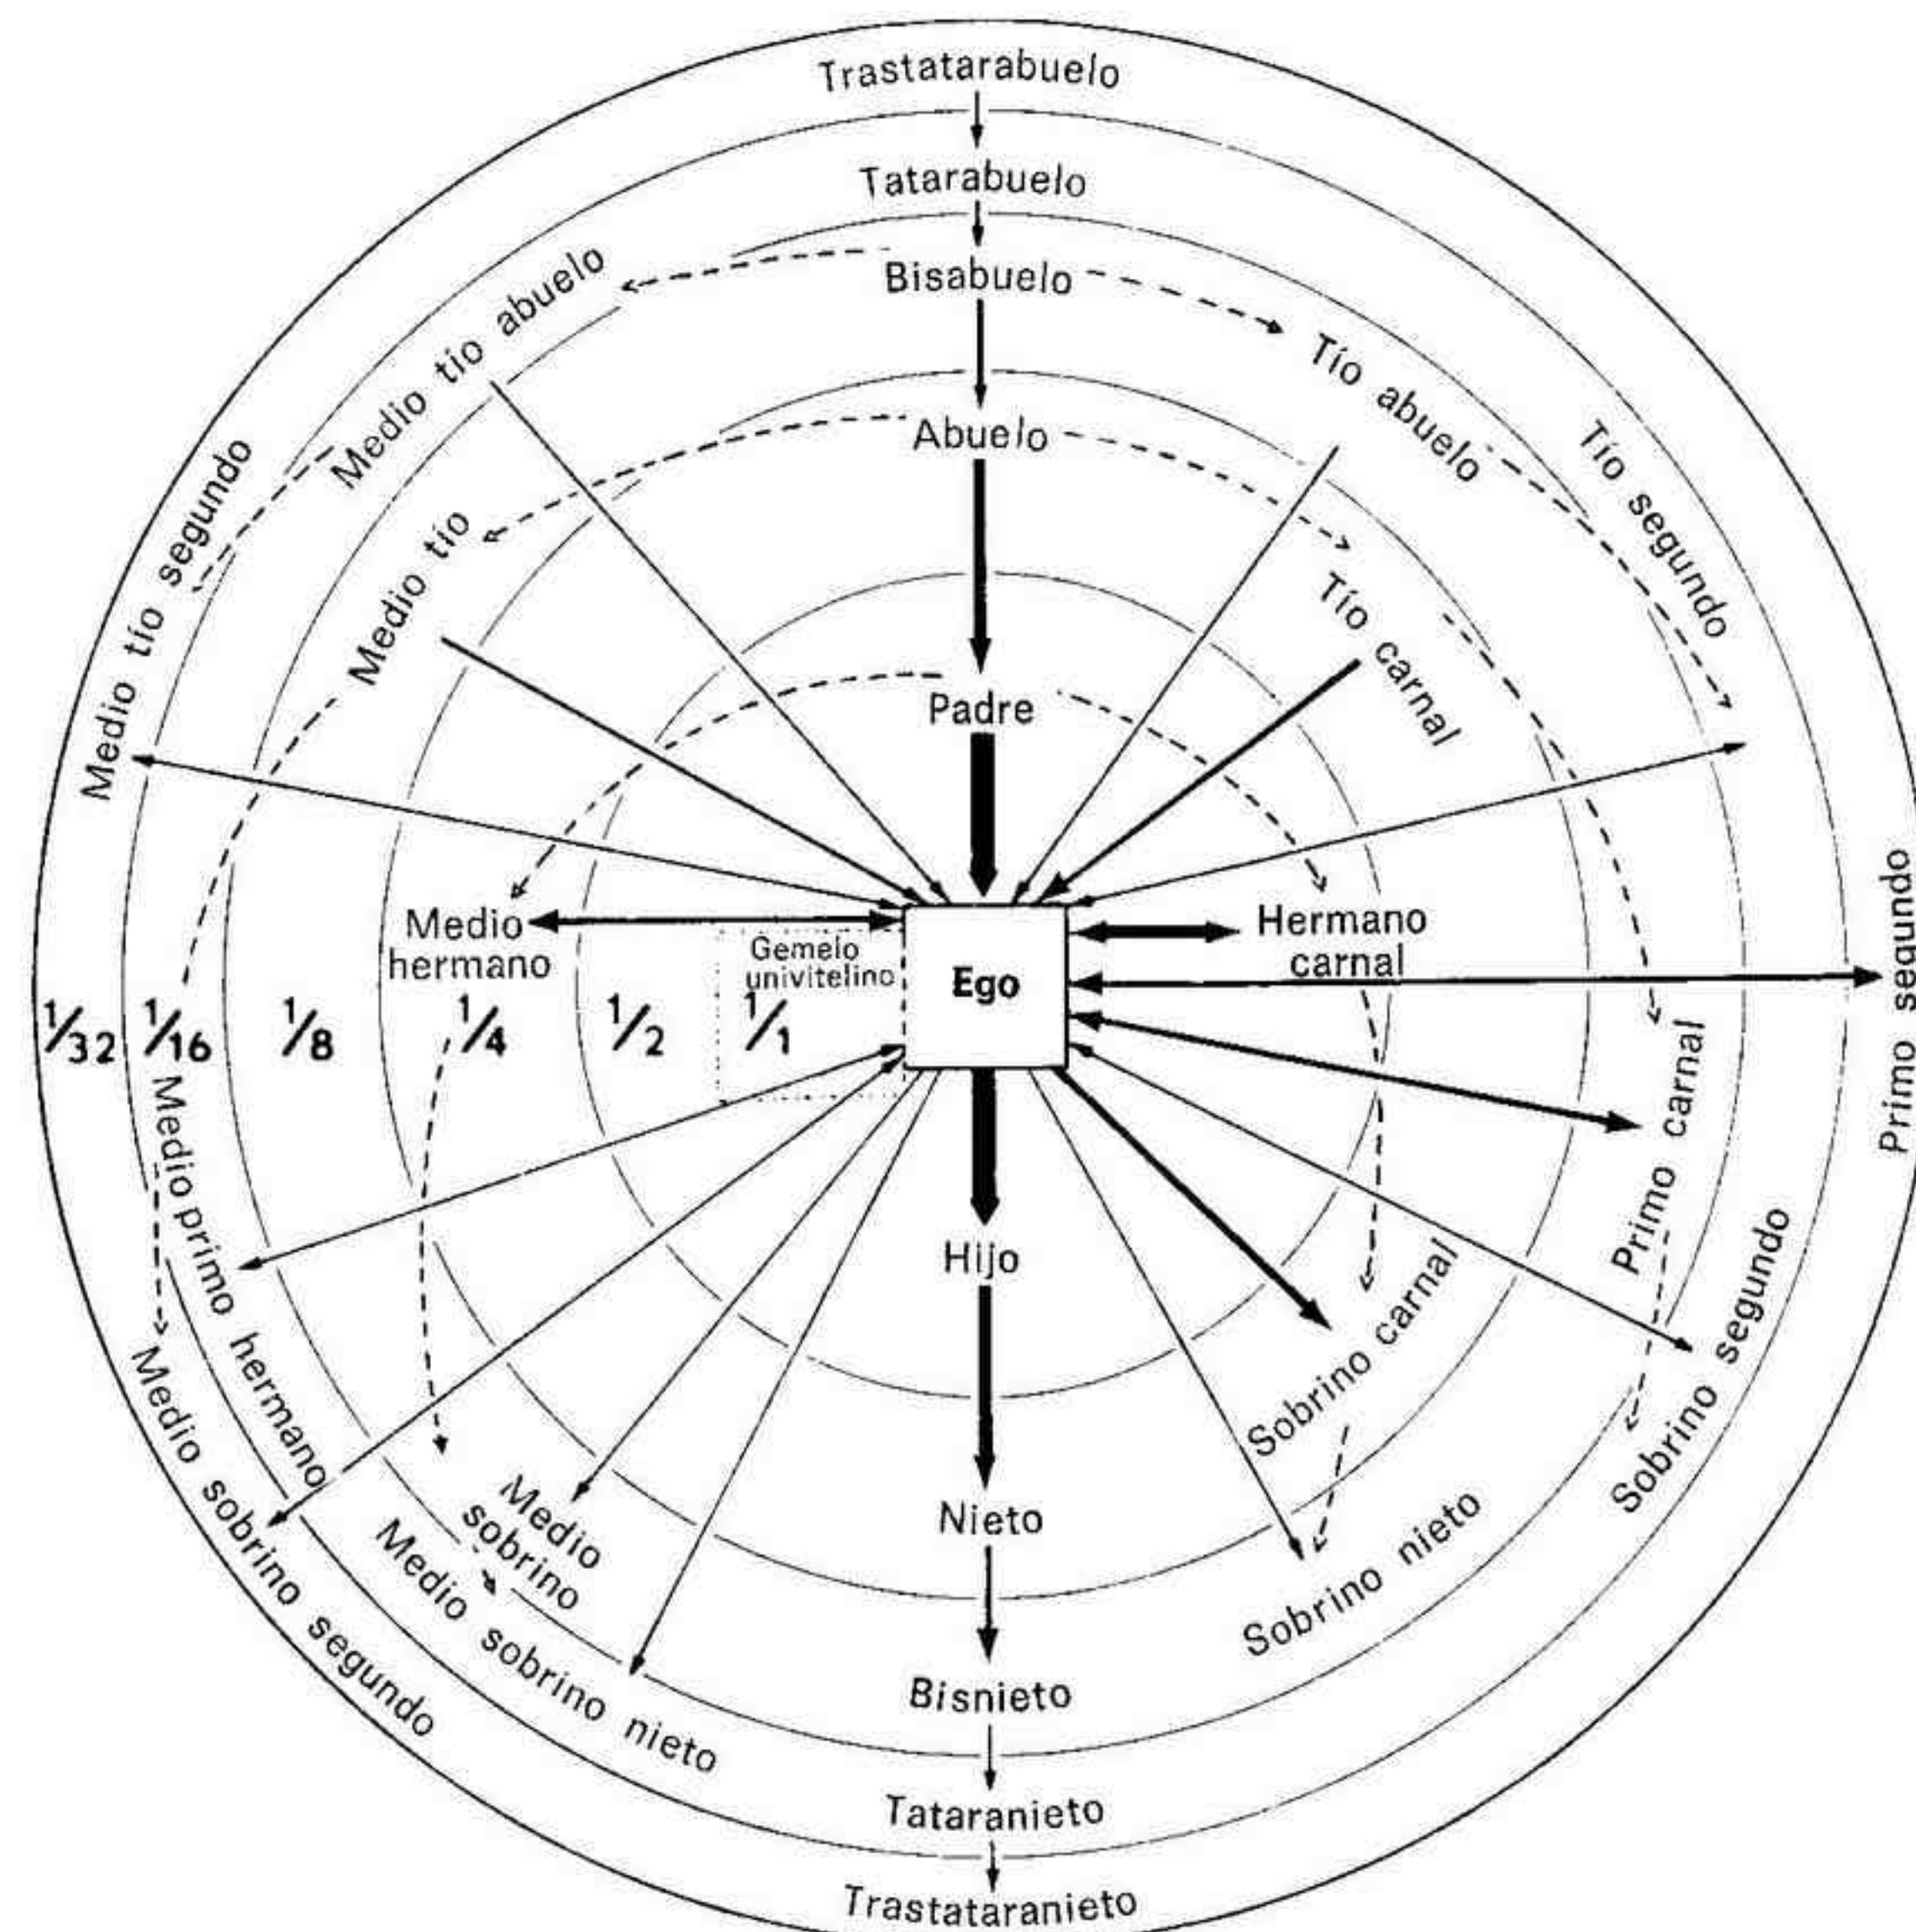 Trastatarabuelo
Tatarabuelo
Bisabuelo
Medio tío abuelo
Tío abuelo
Abuelo
Tío segundo
Medio tío segundo
Medio tío
Tío carnal
Padre
Medio
hermano
Gemelo
univitelino
Ego
Hermano
carnal
Primo segundo
1/32
1/16
1/8
1/4
1/2
1/1
Primo carnal
Medio primo hermano
Hijo
Sobrino carnal
Sobrino segundo
Medio sobrino segundo
Medio
sobrino
Nieto
Sobrino nieto
Medio sobrino nieto
Bisnieto
Tataranieto
Trastataranieto